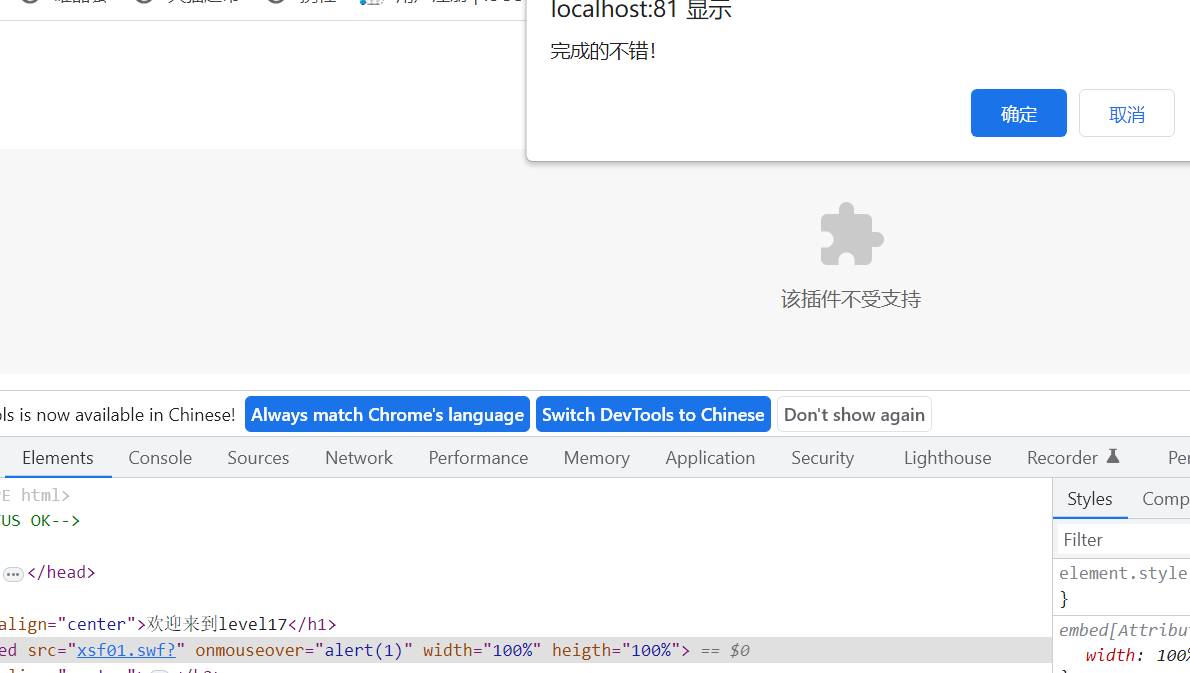 localhost:81 显示
完成的不错！
确定 取消
该插件不受支持
ols is now available in Chinese! Always match Chrome's language Switch DevTools to Chinese Don't show again
Elements Console Sources Network Performance Memory Application Security Lighthouse Recorder Per
PE html>
TUS OK-->
Styles Comp
Filter
…</head>
element.style
}
align="center">欢迎来到level17</h1>
embed[Attribu
ed src="xsf01.swf?" onmouseover="alert(1)" width="100%" heigth="100%"> == $0
width: 100%